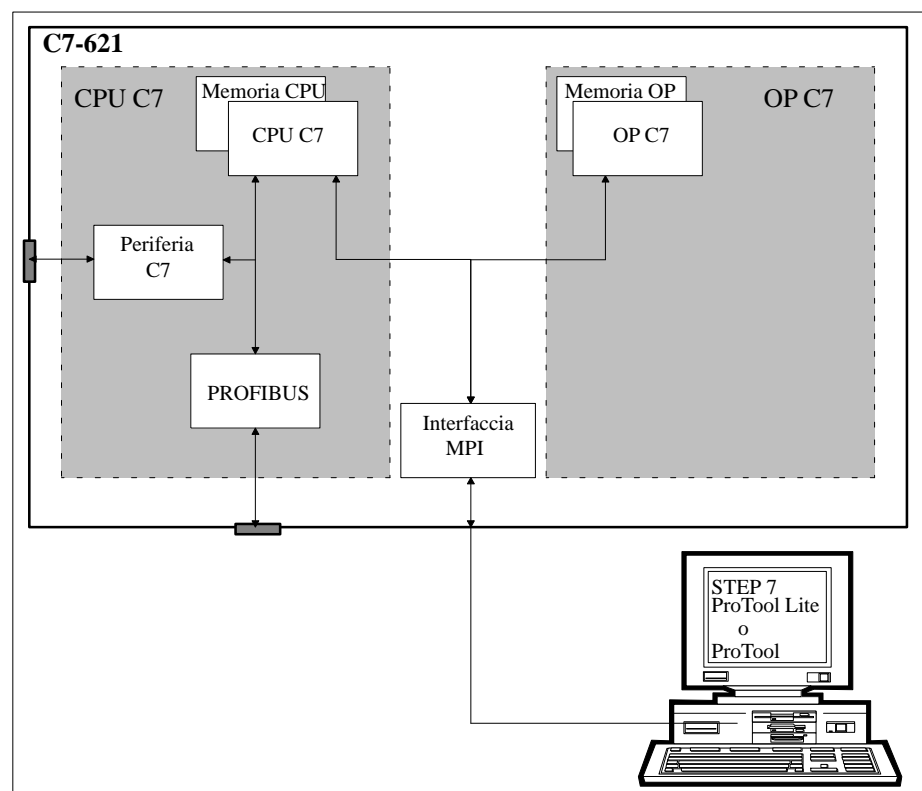 C7-621
CPU C7
Memoria CPU
CPU C7
Memoria OP
OP C7
OP C7
Periferia
C7
PROFIBUS
Interfaccia
MPI
STEP 7
ProTool Lite
o
ProTool